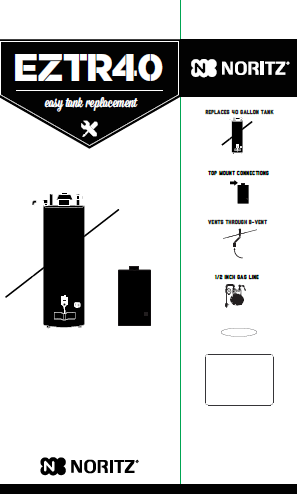 EZTR40
easy tank replacement
NORITZ®
REPLACES 40 GALLON TANK
TOP MOUNT CONNECTIONS
VENTS THROUGH B-VENT
1/2 INCH GAS LINE
NORITZ®